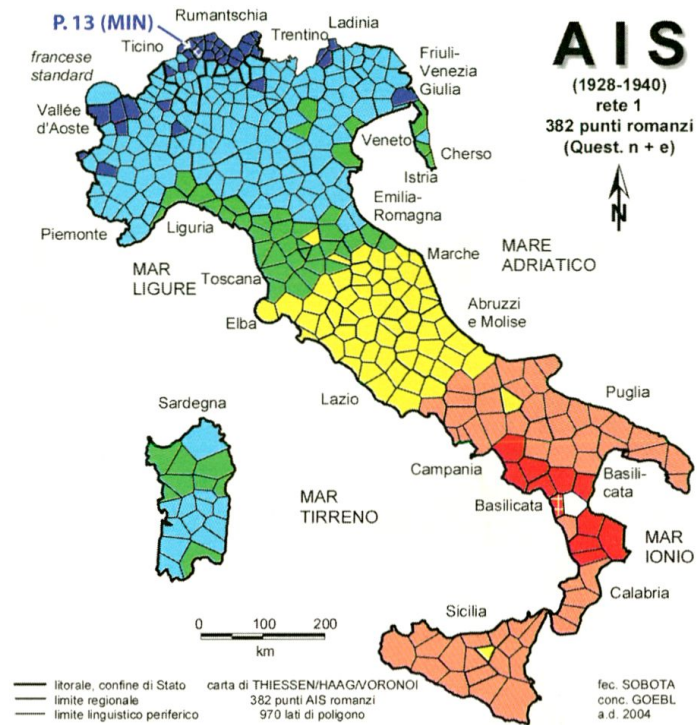 P. 13 (MIN)
Rumantschia
Ladinia
Ticino
Trentino
francese
standard
Friuli-
Venezia
Giulia
Vallée
d'Aoste
Veneto
Cherso
Istria
Emilia-
Romagna
Piemonte
Liguria
Marche
MAR
LIGURE
Toscana
MARE
ADRIATICO
Elba
Abruzzi
e Molise
Lazio
Puglia
Sardegna
Campania
Basili-
cata
Basilicata
MAR
TIRRENO
MAR
IONIO
Calabria
Sicilia
A I S
(1928-1940)
rete 1
382 punti romanzi
(Quest. n + e)
N
0 100 200
km
litorale, confine di Stato
limite regionale
limite linguistico periferico
carta di THIESSEN/HAAG/VORONOI
382 punti AIS romanzi
970 lati di poligono
fec. SOBOTA
conc. GOEBL
a.d. 2004